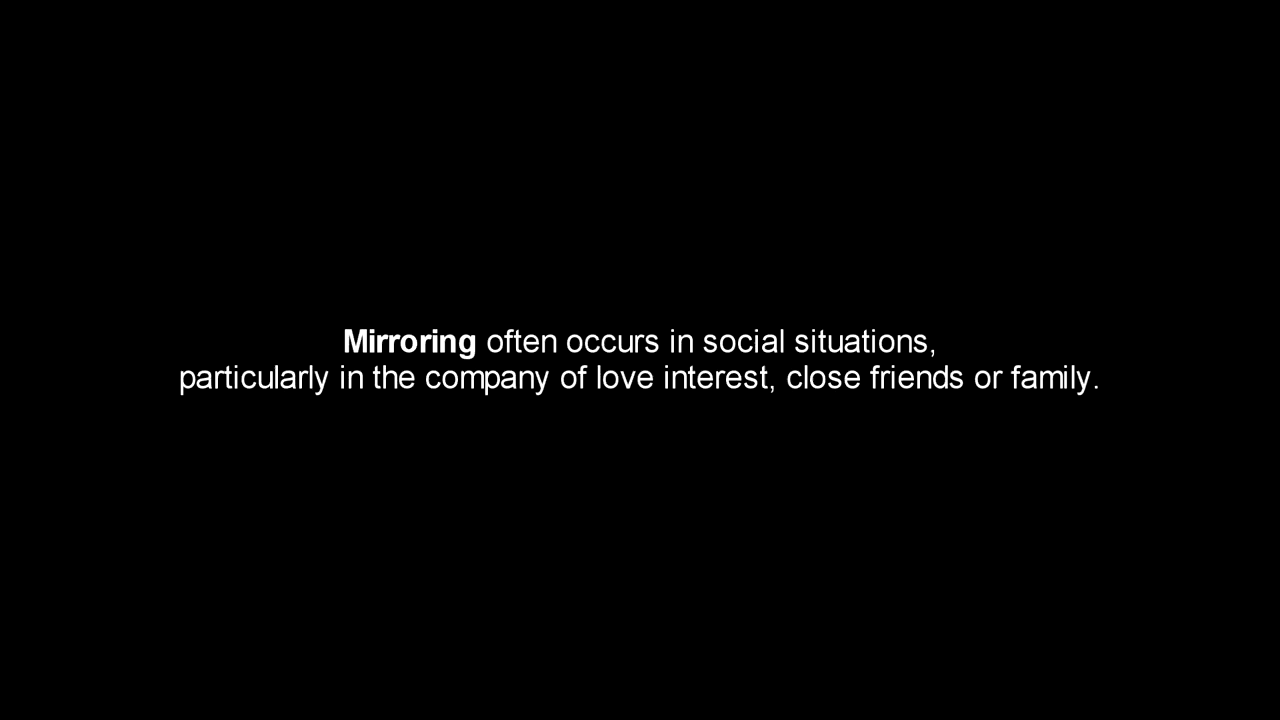 Mirroring often occurs in social situations,
particularly in the company of love interest, close friends or family.